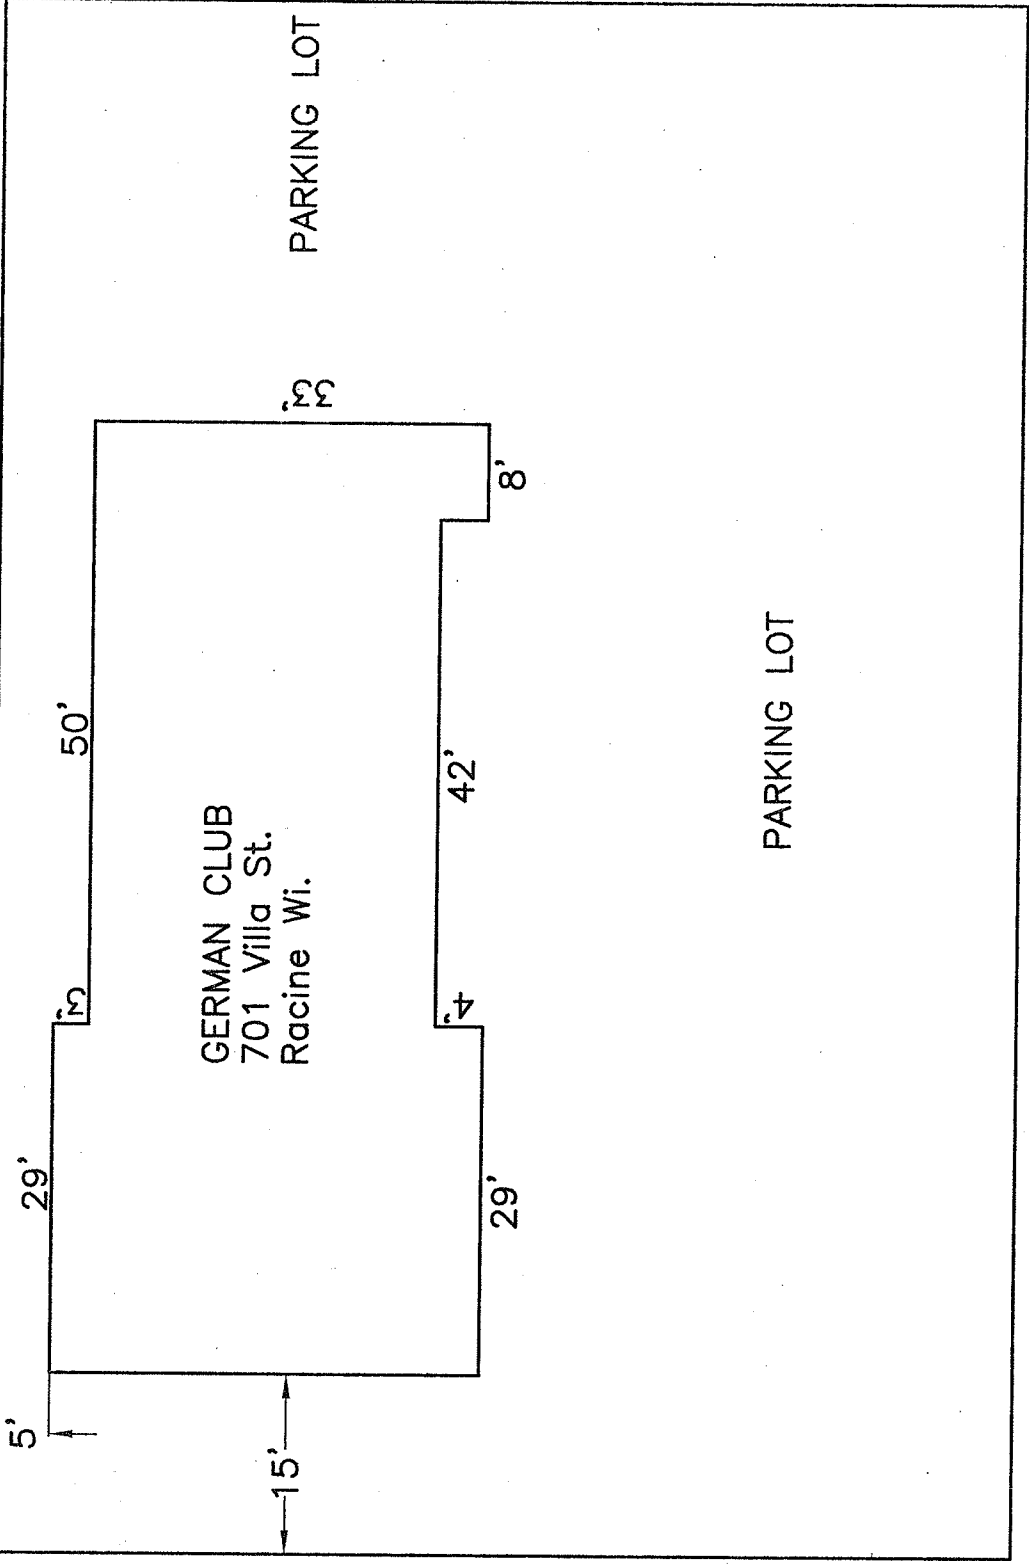 5'
29'
3'
50'
PARKING LOT
15'
GERMAN CLUB
701 Villa St.
Racine Wi.
33'
29'
4'
42'
8'
PARKING LOT